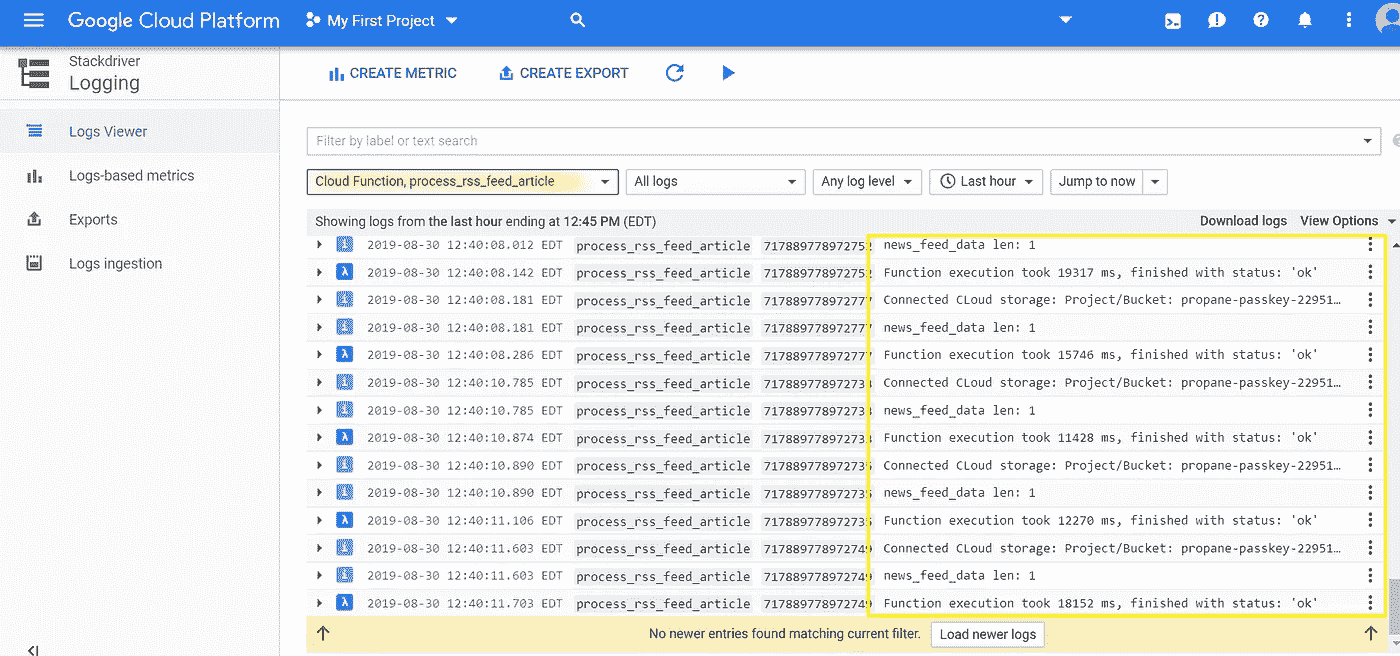 Google Cloud Platform My First Project
Stackdriver
Logging
CREATE METRIC CREATE EXPORT
Logs Viewer
Logs-based metrics
Exports
Logs ingestion
Filter by label or text search
Cloud Function, process_rss_feed_article All logs Any log level Last hour Jump to now
Showing logs from the last hour ending at 12:45 PM (EDT) Download logs View Options
2019-08-30 12:40:08.012 EDT process_rss_feed_article 717889778972752 news_feed_data len: 1
2019-08-30 12:40:08.142 EDT process_rss_feed_article 717889778972752 Function execution took 19317 ms, finished with status: 'ok'
2019-08-30 12:40:08.181 EDT process_rss_feed_article 717889778972777 Connected CLoud storage: Project/Bucket: propane-passkey-22951…
2019-08-30 12:40:08.181 EDT process_rss_feed_article 717889778972777 news_feed_data len: 1
2019-08-30 12:40:08.286 EDT process_rss_feed_article 717889778972777 Function execution took 15746 ms, finished with status: 'ok'
2019-08-30 12:40:10.785 EDT process_rss_feed_article 717889778972734 Connected CLoud storage: Project/Bucket: propane-passkey-22951…
2019-08-30 12:40:10.785 EDT process_rss_feed_article news_feed_data len: 1
2019-08-30 12:40:10.874 EDT process_rss_feed_article Function execution took 11428 ms, finished with status: 'ok'
2019-08-30 12:40:10.890 EDT process_rss_feed_article 717889778972735 Connected CLoud storage: Project/Bucket: propane-passkey-22951…
2019-08-30 12:40:10.890 EDT process_rss_feed_article 717889778972735 news_feed_data len: 1
2019-08-30 12:40:11.106 EDT process_rss_feed_article 717889778972735 Function execution took 12270 ms, finished with status: 'ok'
2019-08-30 12:40:11.603 EDT process_rss_feed_article 717889778972749 Connected CLoud storage: Project/Bucket: propane-passkey-22951…
2019-08-30 12:40:11.603 EDT process_rss_feed_article 717889778972749 news_feed_data len: 1
2019-08-30 12:40:11.703 EDT process_rss_feed_article 717889778972749 Function execution took 18152 ms, finished with status: 'ok'
No newer entries found matching current filter. Load newer logs